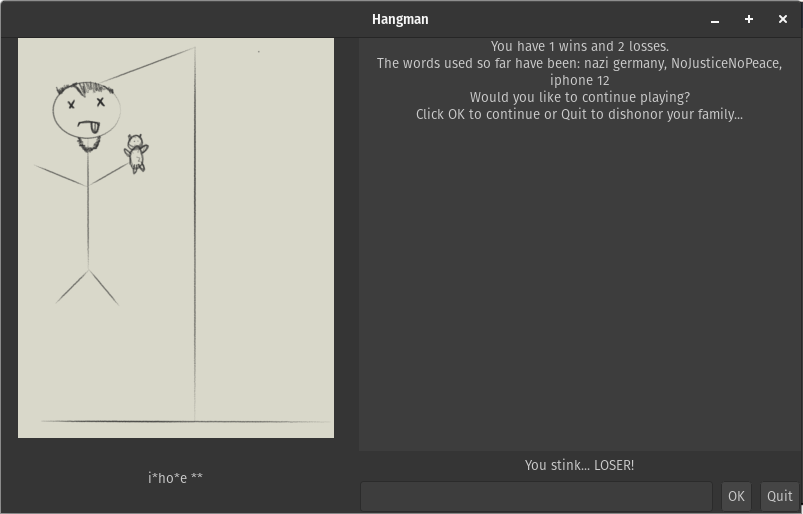 Hangman
You have 1 wins and 2 losses.
The words used so far have been: nazi germany, NoJusticeNoPeace,
iphone 12
Would you like to continue playing?
Click OK to continue or Quit to dishonor your family...
i*ho*e **
You stink... LOSER!
OK
Quit